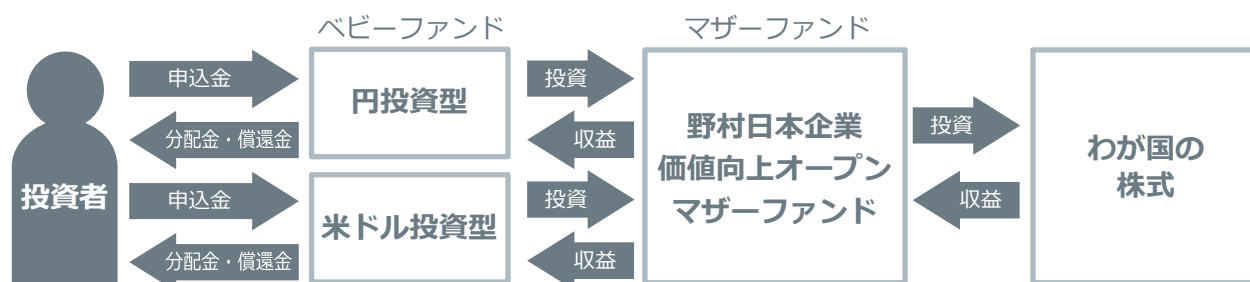 ベビーファンド
マザーファンド
投資者
申込金
分配金・償還金
申込金
分配金・償還金
円投資型
米ドル投資型
投資
収益
投資
収益
野村日本企業
価値向上オープン
マザーファンド
投資
収益
わが国の
株式